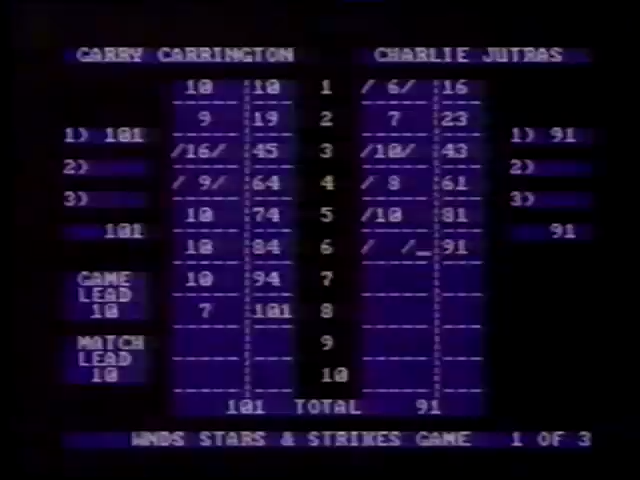 GARRY CARRINGTON CHARLIE JUTRAS
10 10 1 / 6/ 16
9 19 2 7 23
1) 101 1) 91
/16/ 45 3 /10/ 43
2) 2)
/ 9/ 64 4 / 8 61
3) 3)
10 74 5 /10 81
101 91
10 84 6 / /_ 91
GAME 10 94 7
LEAD
10 7 101 8
MATCH 9
LEAD
10 10
101 TOTAL 91
WNDS STARS & STRIKES GAME 1 OF 3